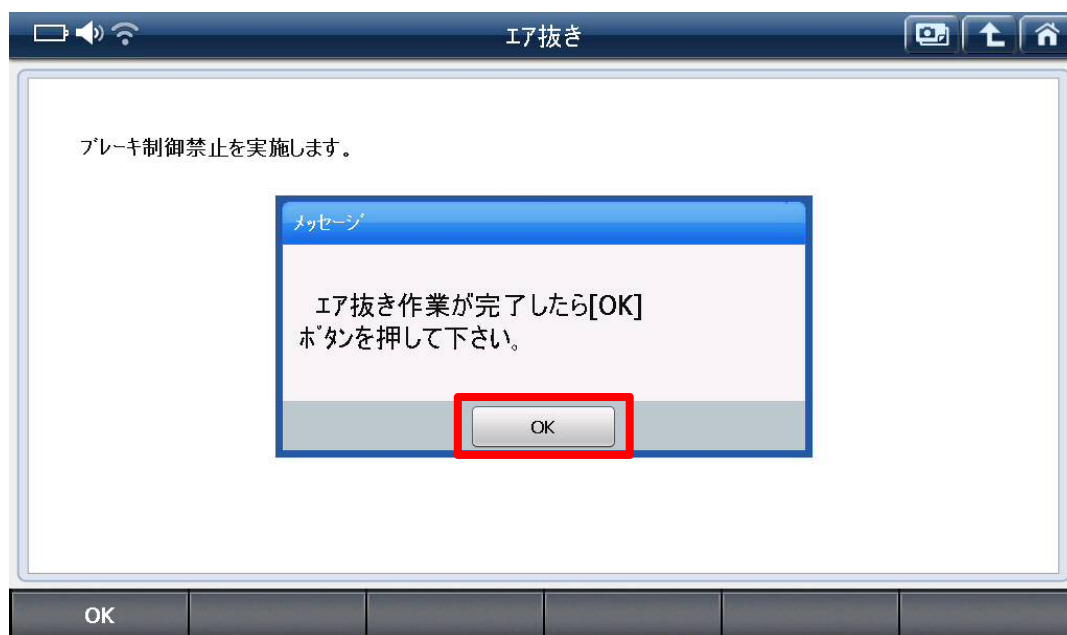 エア抜き
ブレーキ制御禁止を実施します。
メッセージ
エア抜き作業が完了したら[OK]
ボタンを押して下さい。
OK
OK